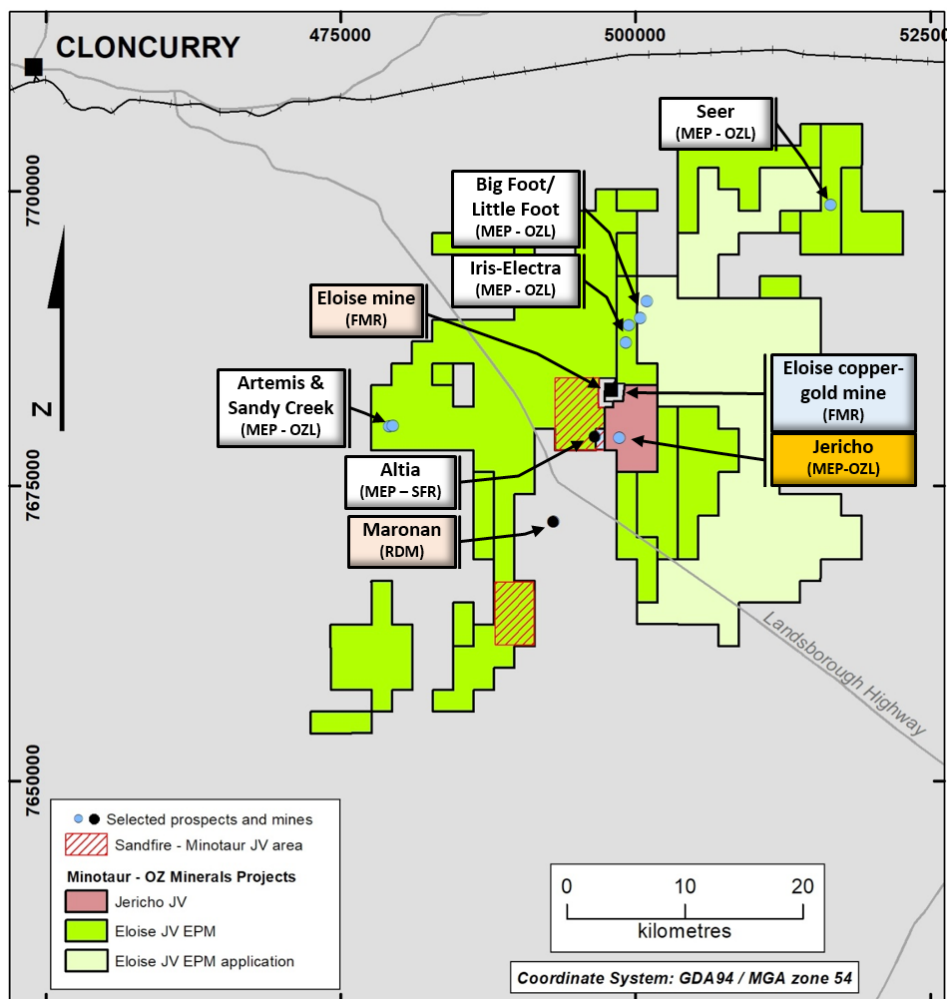 475000
500000
52500
CLONCURRY
Seer
(MEP - OZL)
7700000
Big Foot/
Little Foot
(MEP - OZL)
Iris-Electra
(MEP - OZL)
Eloise mine
(FMR)
Eloise copper-
gold mine
(FMR)
Artemis &
Sandy Creek
(MEP - OZL)
N
Jericho
(MEP-OZL)
Altia
(MEP – SFR)
7675000
Maronan
(RDM)
Landsborough Highway
7650000
Selected prospects and mines
Sandfire - Minotaur JV area
Minotaur - OZ Minerals Projects
Jericho JV
Eloise JV EPM
Eloise JV EPM application
0 10 20
kilometres
Coordinate System: GDA94 / MGA zone 54